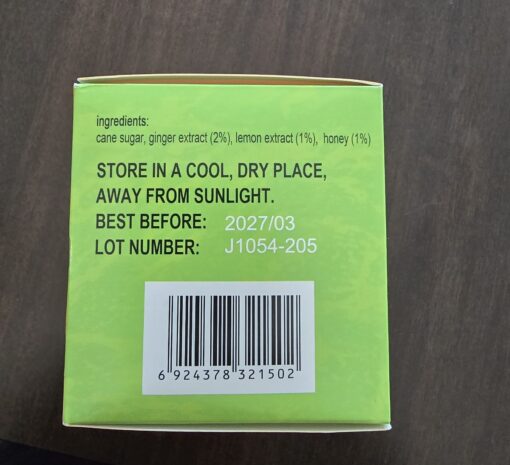 ingredients:
cane sugar, ginger extract (2%), lemon extract (1%), honey (1%)
STORE IN A COOL, DRY PLACE,
AWAY FROM SUNLIGHT.
BEST BEFORE: 2027/03
LOT NUMBER: J1054-205
6 924378 321502